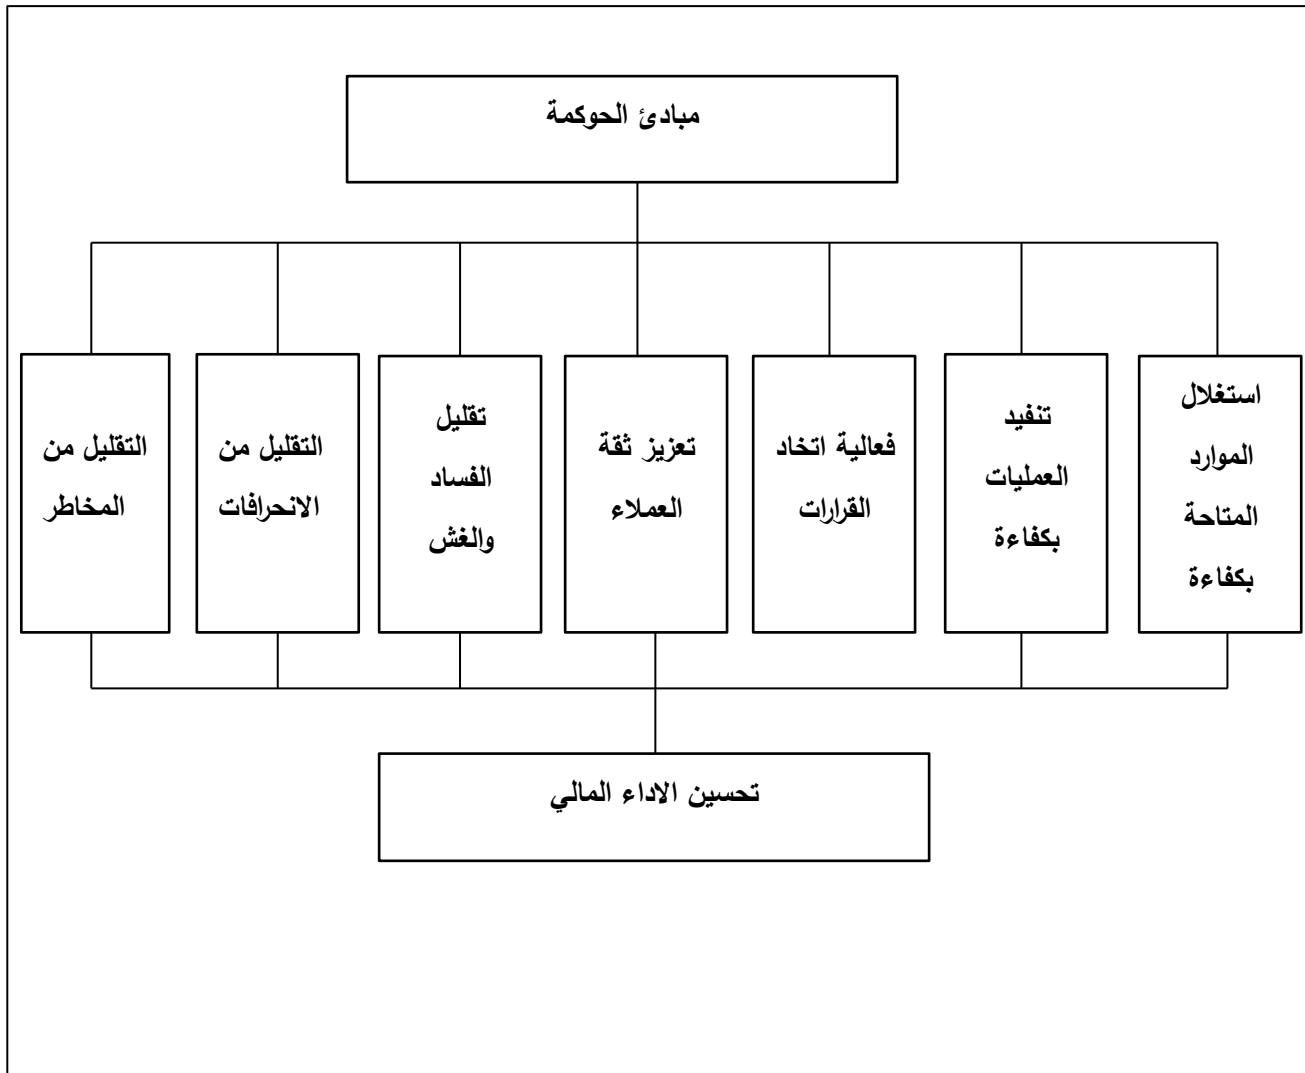 مبادئ الحوكمة
استغلال
الموارد
المتاحة
بكفاءة
تنفيد
العمليات
بكفاءة
فعالية اتخاد
القرارات
تعزيز ثقة
العملاء
تقليل
الفساد
والغش
التقليل من
الانحرافات
التقليل من
المخاطر
تحسين الاداء المالي